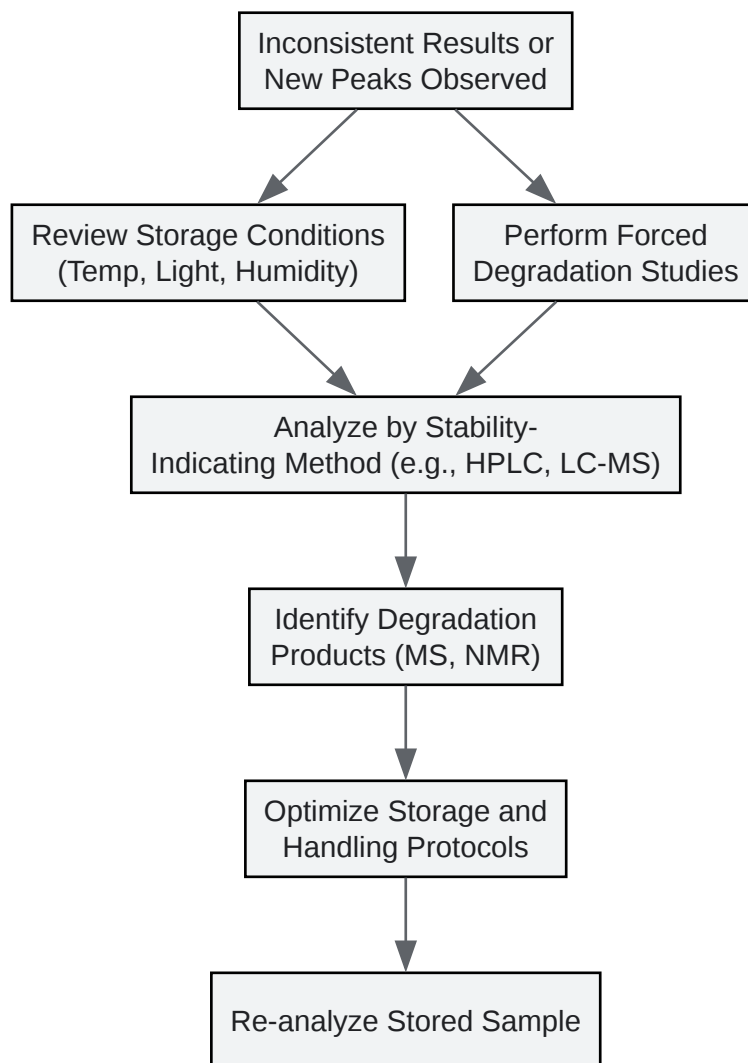 Inconsistent Results or
New Peaks Observed
Review Storage Conditions
(Temp, Light, Humidity)
Perform Forced
Degradation Studies
Analyze by Stability-
Indicating Method (e.g., HPLC, LC-MS)
Identify Degradation
Products (MS, NMR)
Optimize Storage and
Handling Protocols
Re-analyze Stored Sample